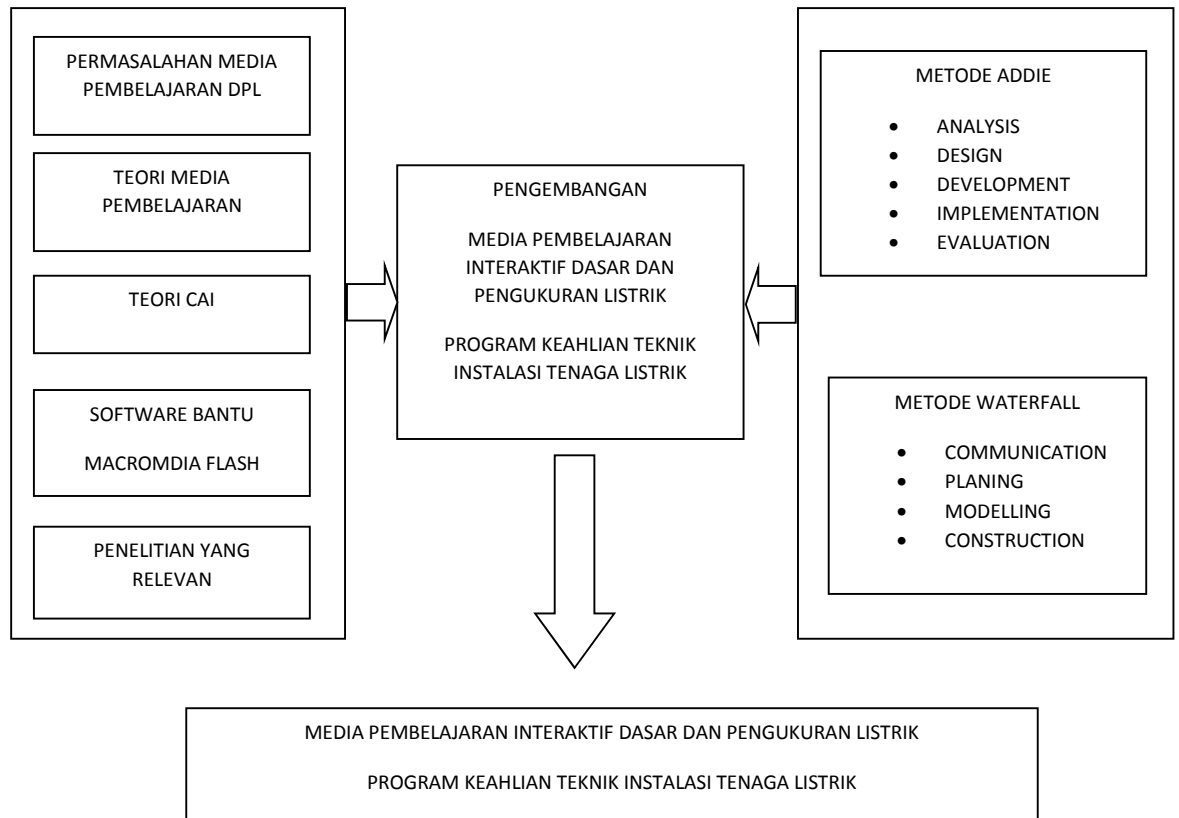 PERMASALAHAN MEDIA
PEMBELAJARAN DPL
TEORI MEDIA
PEMBELAJARAN
TEORI CAI
SOFTWARE BANTU
MACROMDIA FLASH
PENELITIAN YANG
RELEVAN
PENGEMBANGAN
MEDIA PEMBELAJARAN
INTERAKTIF DASAR DAN
PENGUKURAN LISTRIK
PROGRAM KEAHLIAN TEKNIK
INSTALASI TENAGA LISTRIK
METODE ADDIE
• ANALYSIS
• DESIGN
• DEVELOPMENT
• IMPLEMENTATION
• EVALUATION
METODE WATERFALL
• COMMUNICATION
• PLANING
• MODELLING
• CONSTRUCTION
MEDIA PEMBELAJARAN INTERAKTIF DASAR DAN PENGUKURAN LISTRIK
PROGRAM KEAHLIAN TEKNIK INSTALASI TENAGA LISTRIK